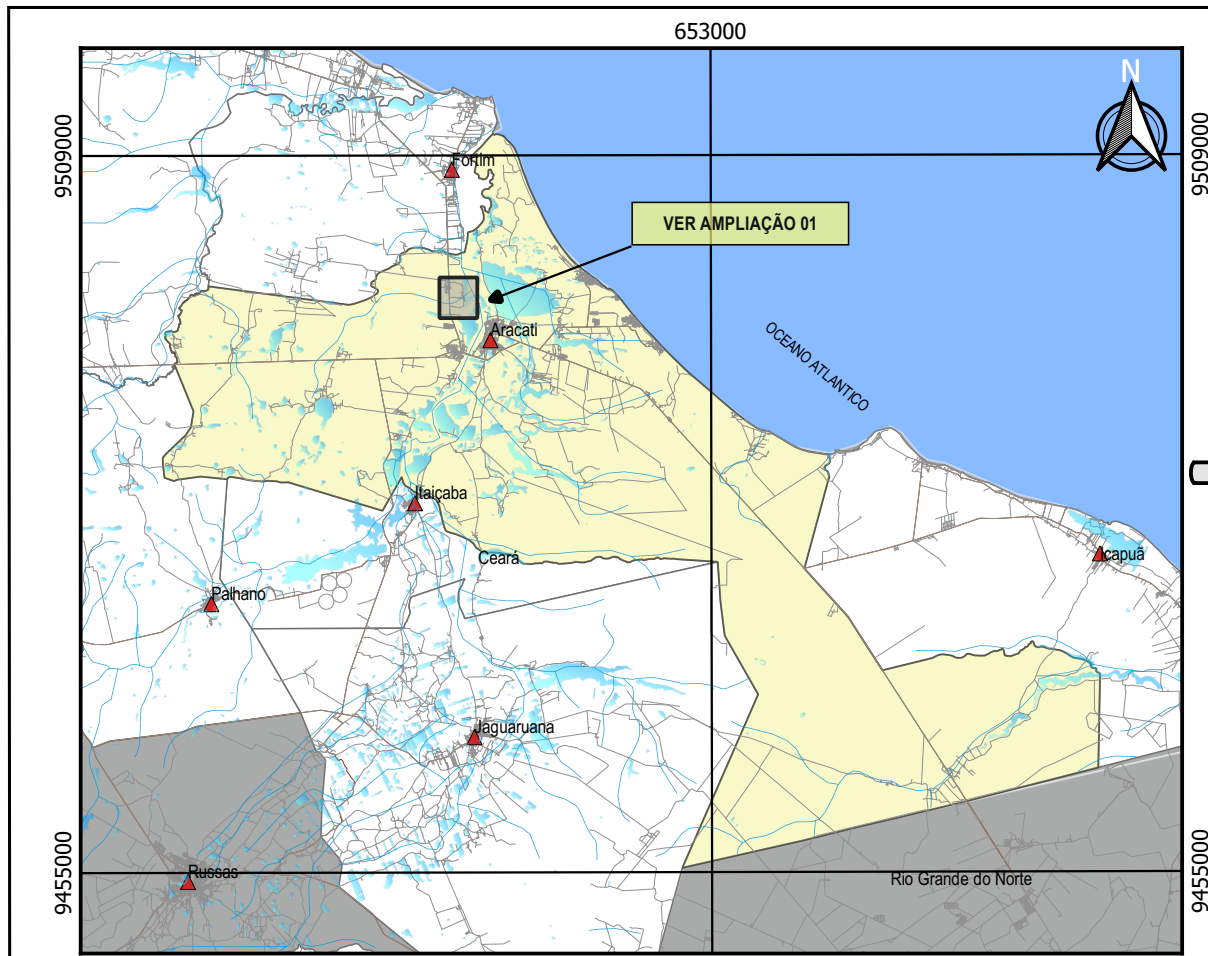 653000
N
9509000
9509000
Fortim
VER AMPLIAÇÃO 01
Aracati
OCEANO ATLANTICO
Itaiçaba
Ceará
Icapuã
Palhano
Jaguaruana
Russas
Rio Grande do Norte
9455000
9455000